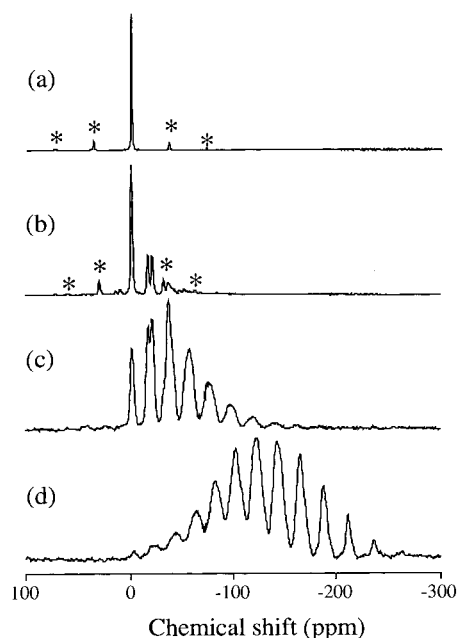 (a)
* * * *
(b)
* * * *
(c)
(d)
100 0 -100 -200 -300
Chemical shift (ppm)